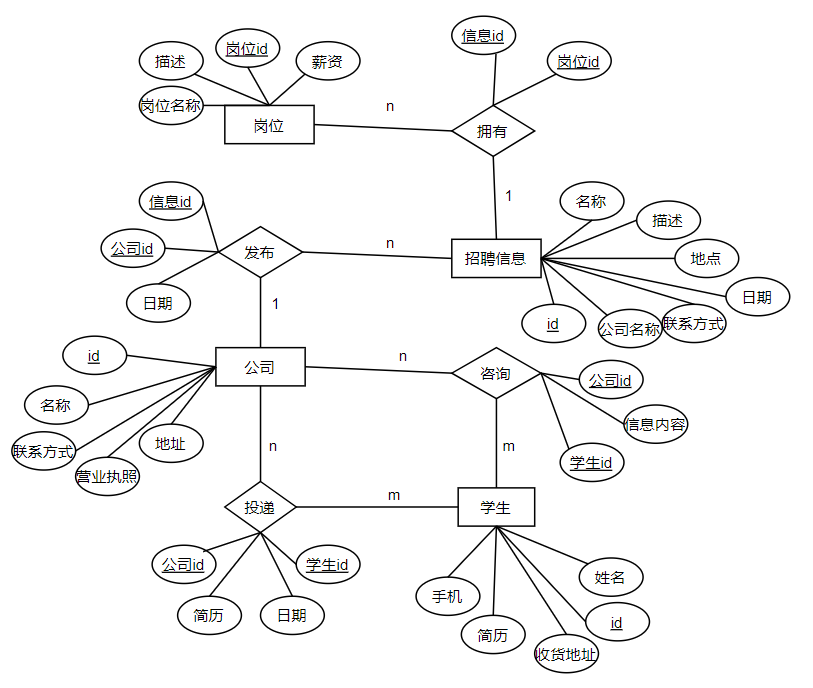 信息id
岗位id
描述
薪资
岗位id
岗位名称
n
岗位
拥有
1
信息id
名称
描述
公司id
发布
n
招聘信息
地点
日期
1
日期
id
公司名称
联系方式
id
n
公司
咨询
公司id
名称
信息内容
联系方式
地址
n
m
学生id
营业执照
投递
m
学生
公司id
学生id
姓名
手机
简历
日期
id
简历
收货地址